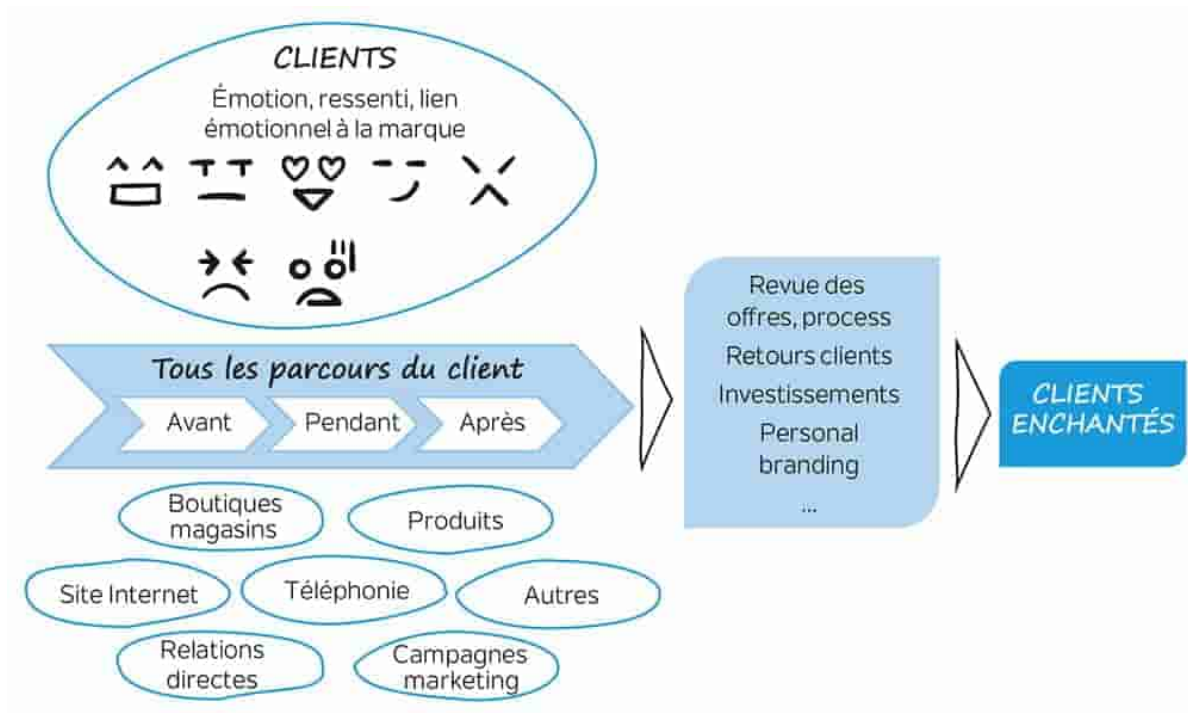 CLIENTS
Émotion, ressenti, lien
émotionnel à la marque
Tous les parcours du client
Avant
Pendant
Après
Boutiques
magasins
Produits
Site Internet
Téléphonie
Autres
Relations
directes
Campagnes
marketing
Revue des
offres, process
Retours clients
Investissements
Personal
branding
...
CLIENTS
ENCHANTÉS